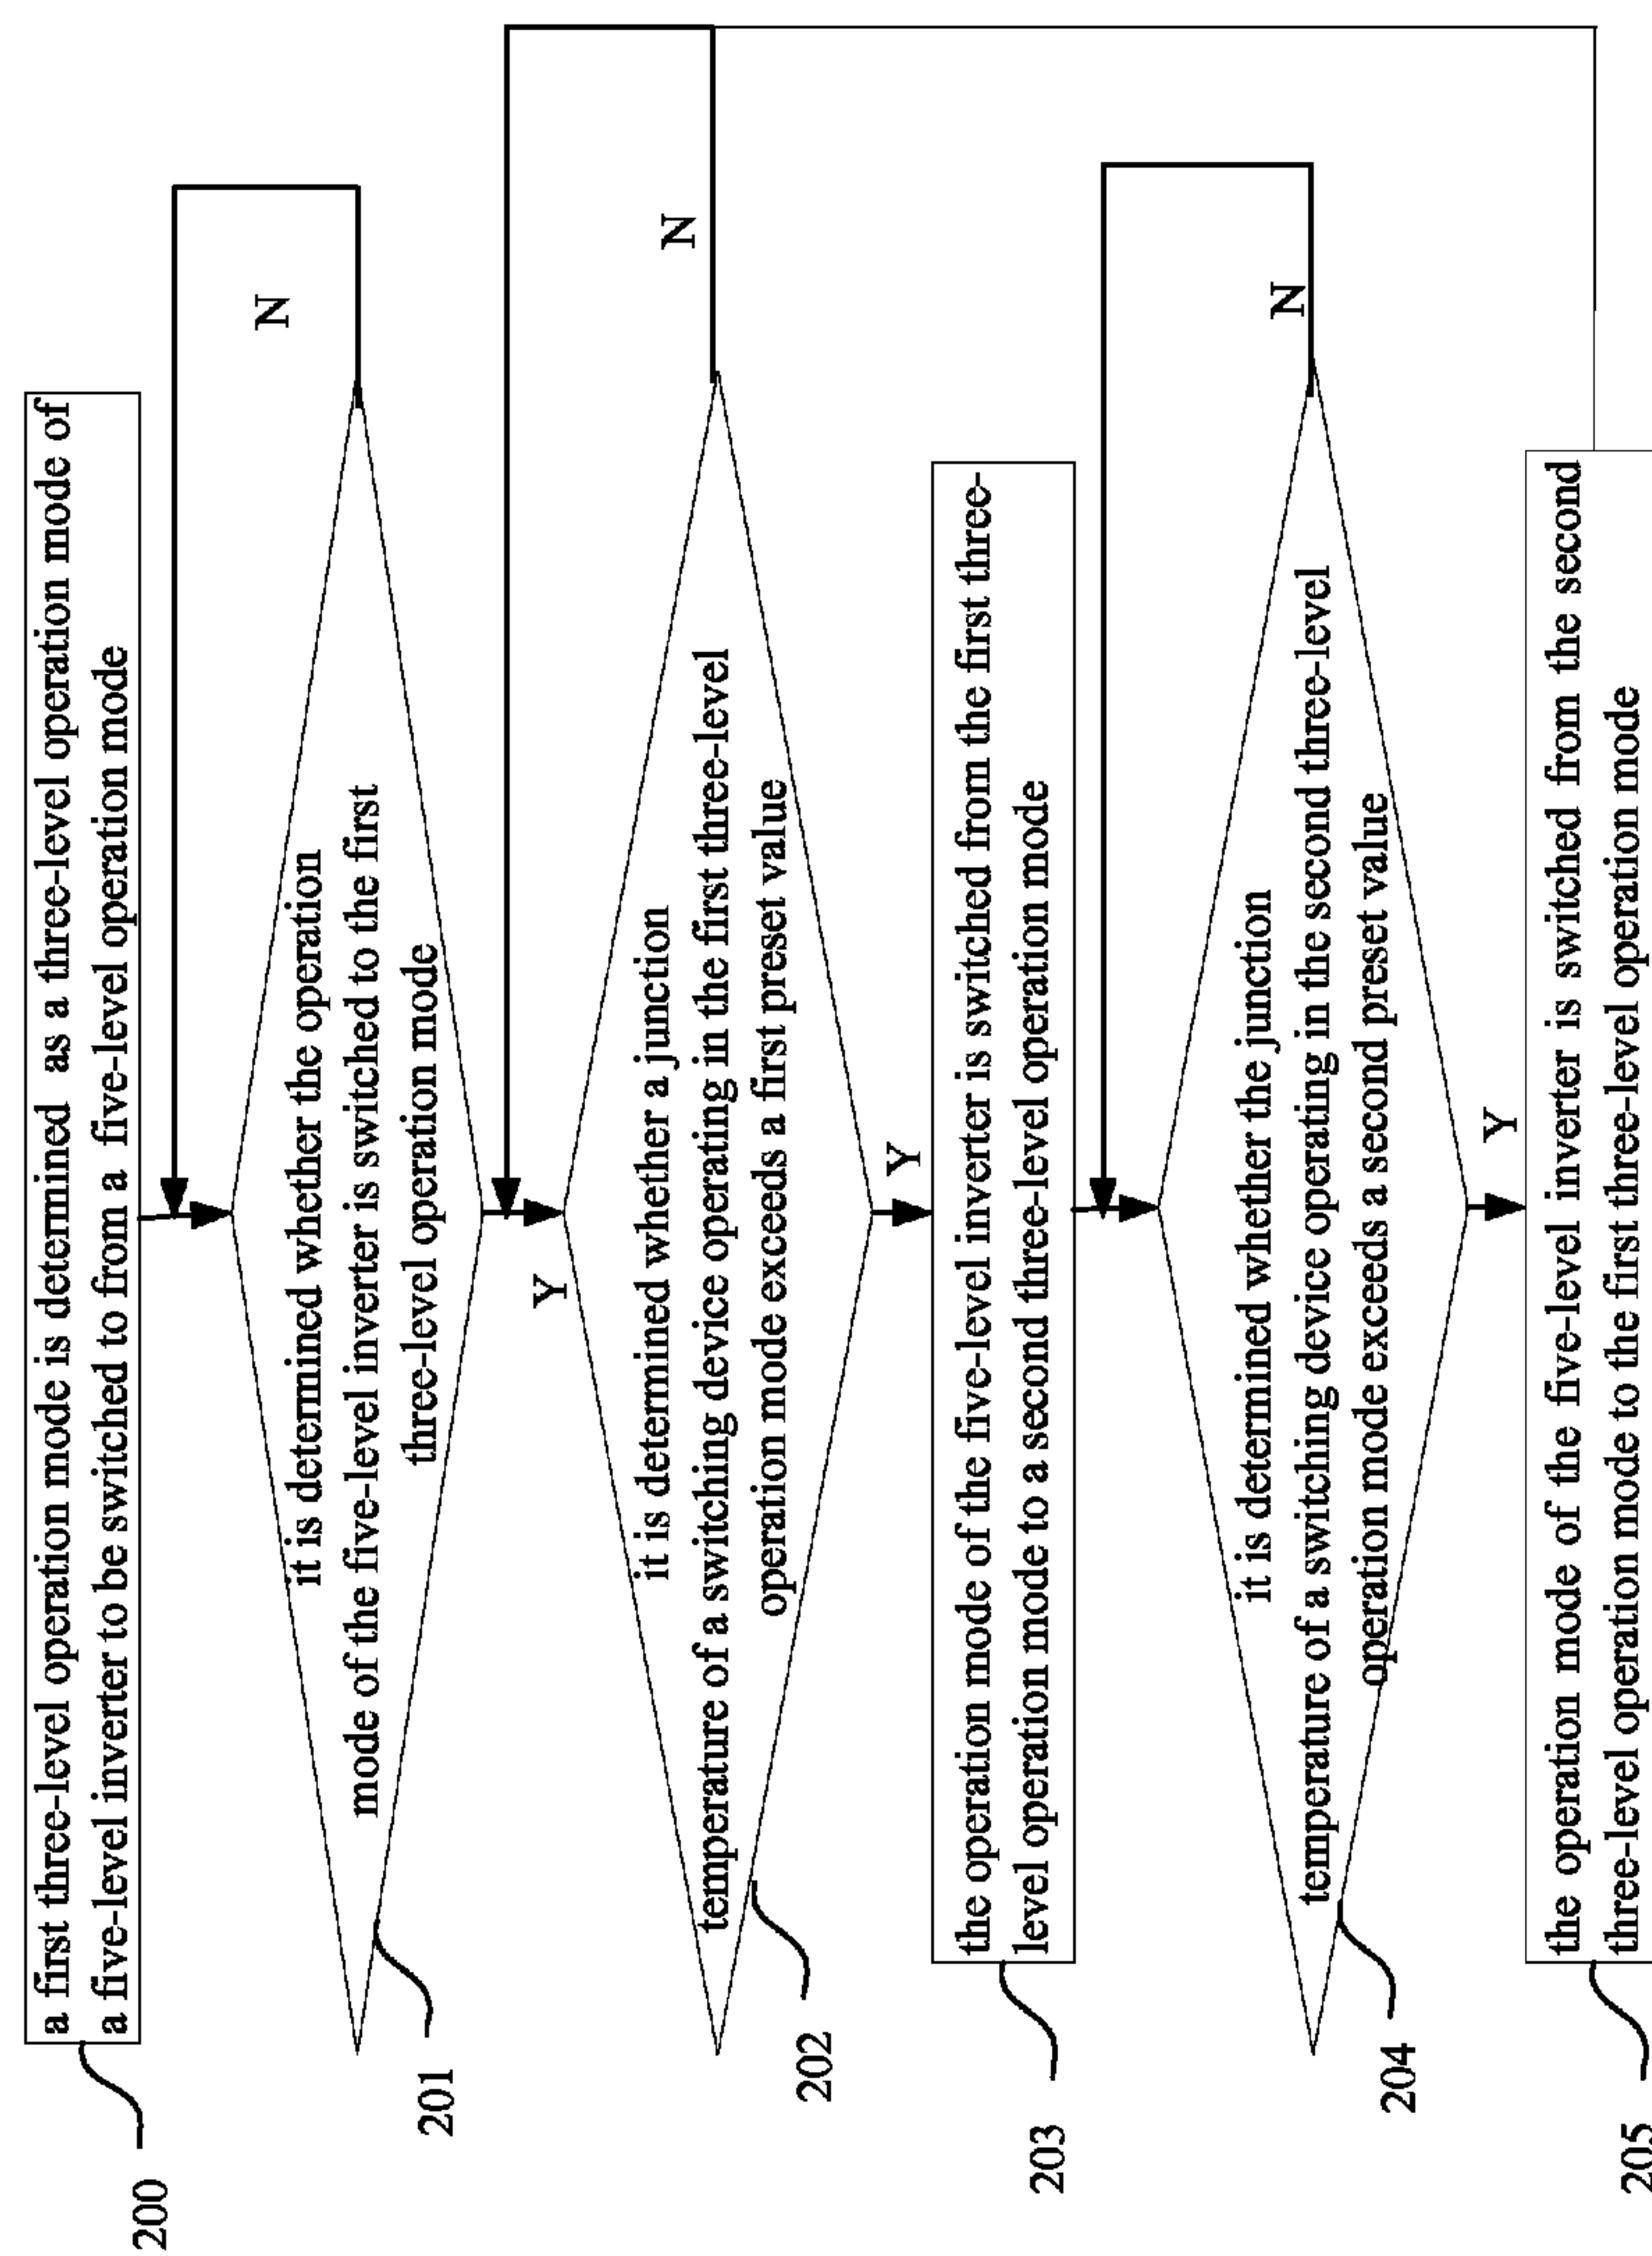 a first three-level operation mode is determined as a three-level operation mode of
a five-level inverter to be switched to from a five-level operation mode
200
N
it is determined whether the operation
mode of the five-level inverter is switched to the first
three-level operation mode
201
Y
N
it is determined whether a junction
temperature of a switching device operating in the first three-level
operation mode exceeds a first preset value
202
Y
the operation mode of the five-level inverter is switched from the first three-
level operation mode to a second three-level operation mode
203
N
it is determined whether the junction
temperature of a switching device operating in the second three-level
operation mode exceeds a second preset value
204
Y
the operation mode of the five-level inverter is switched from the second
three-level operation mode to the first three-level operation mode
205